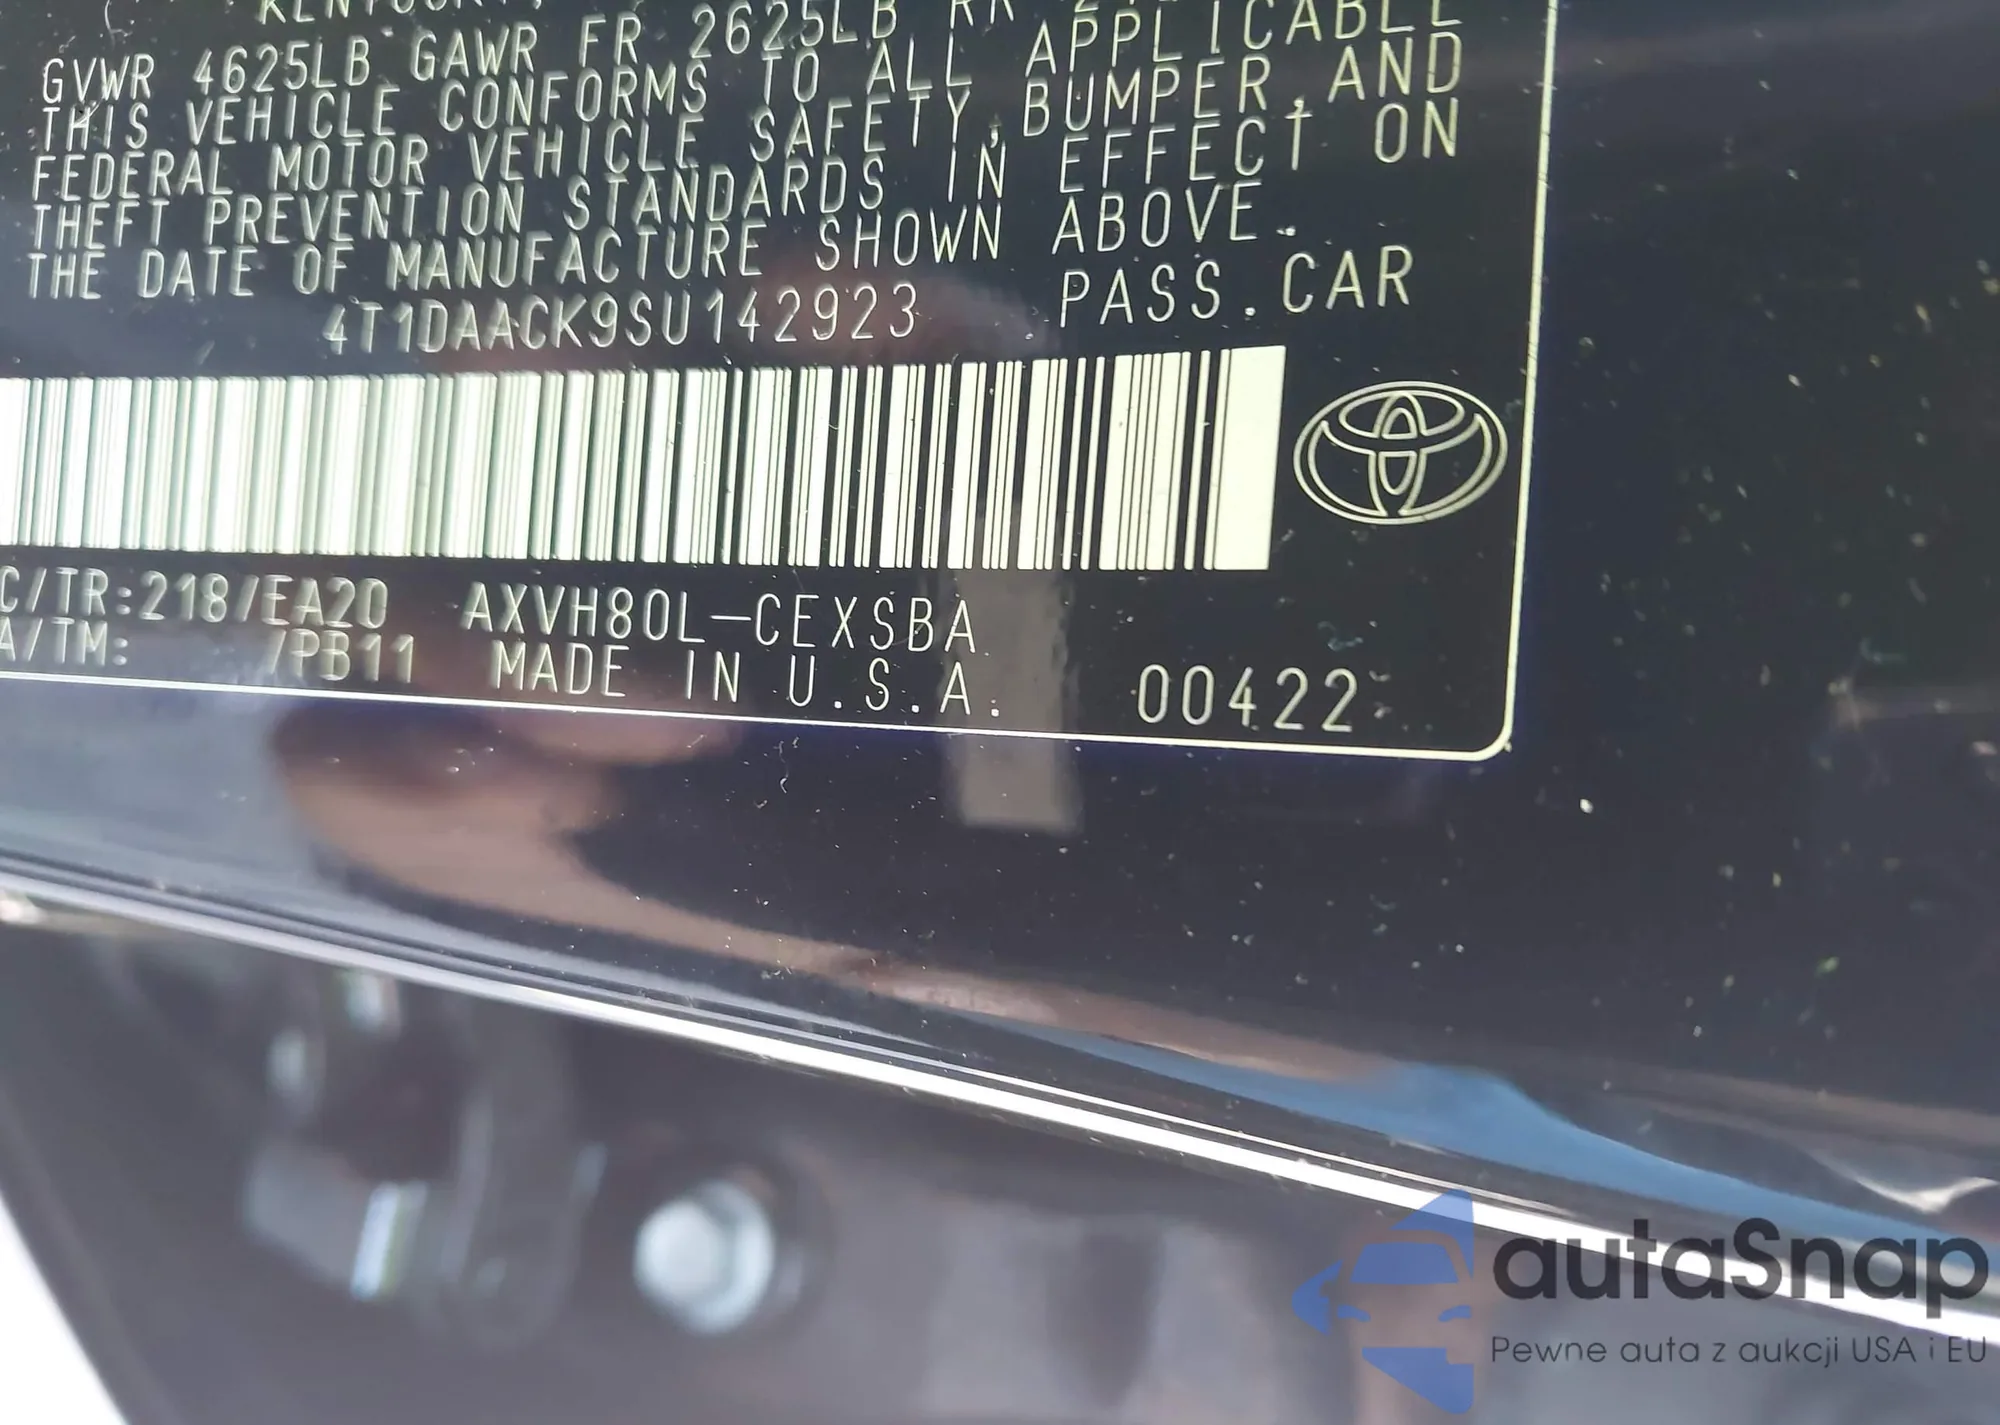 GVWR 4625LB GAWR FR 2625LB RR
THIS VEHICLE CONFORMS TO ALL APPLICABLE
FEDERAL MOTOR VEHICLE SAFETY, BUMPER, AND
THEFT PREVENTION STANDARDS IN EFFECT ON
THE DATE OF MANUFACTURE SHOWN ABOVE.
4T1DAACK9SU142923 PASS.CAR
C/TR:218/EA20 AXVH80L-CEXSBA
A/TM: /PB11 MADE IN U.S.A. 00422
autaSnap
Pewne auta z aukcji USA i EU